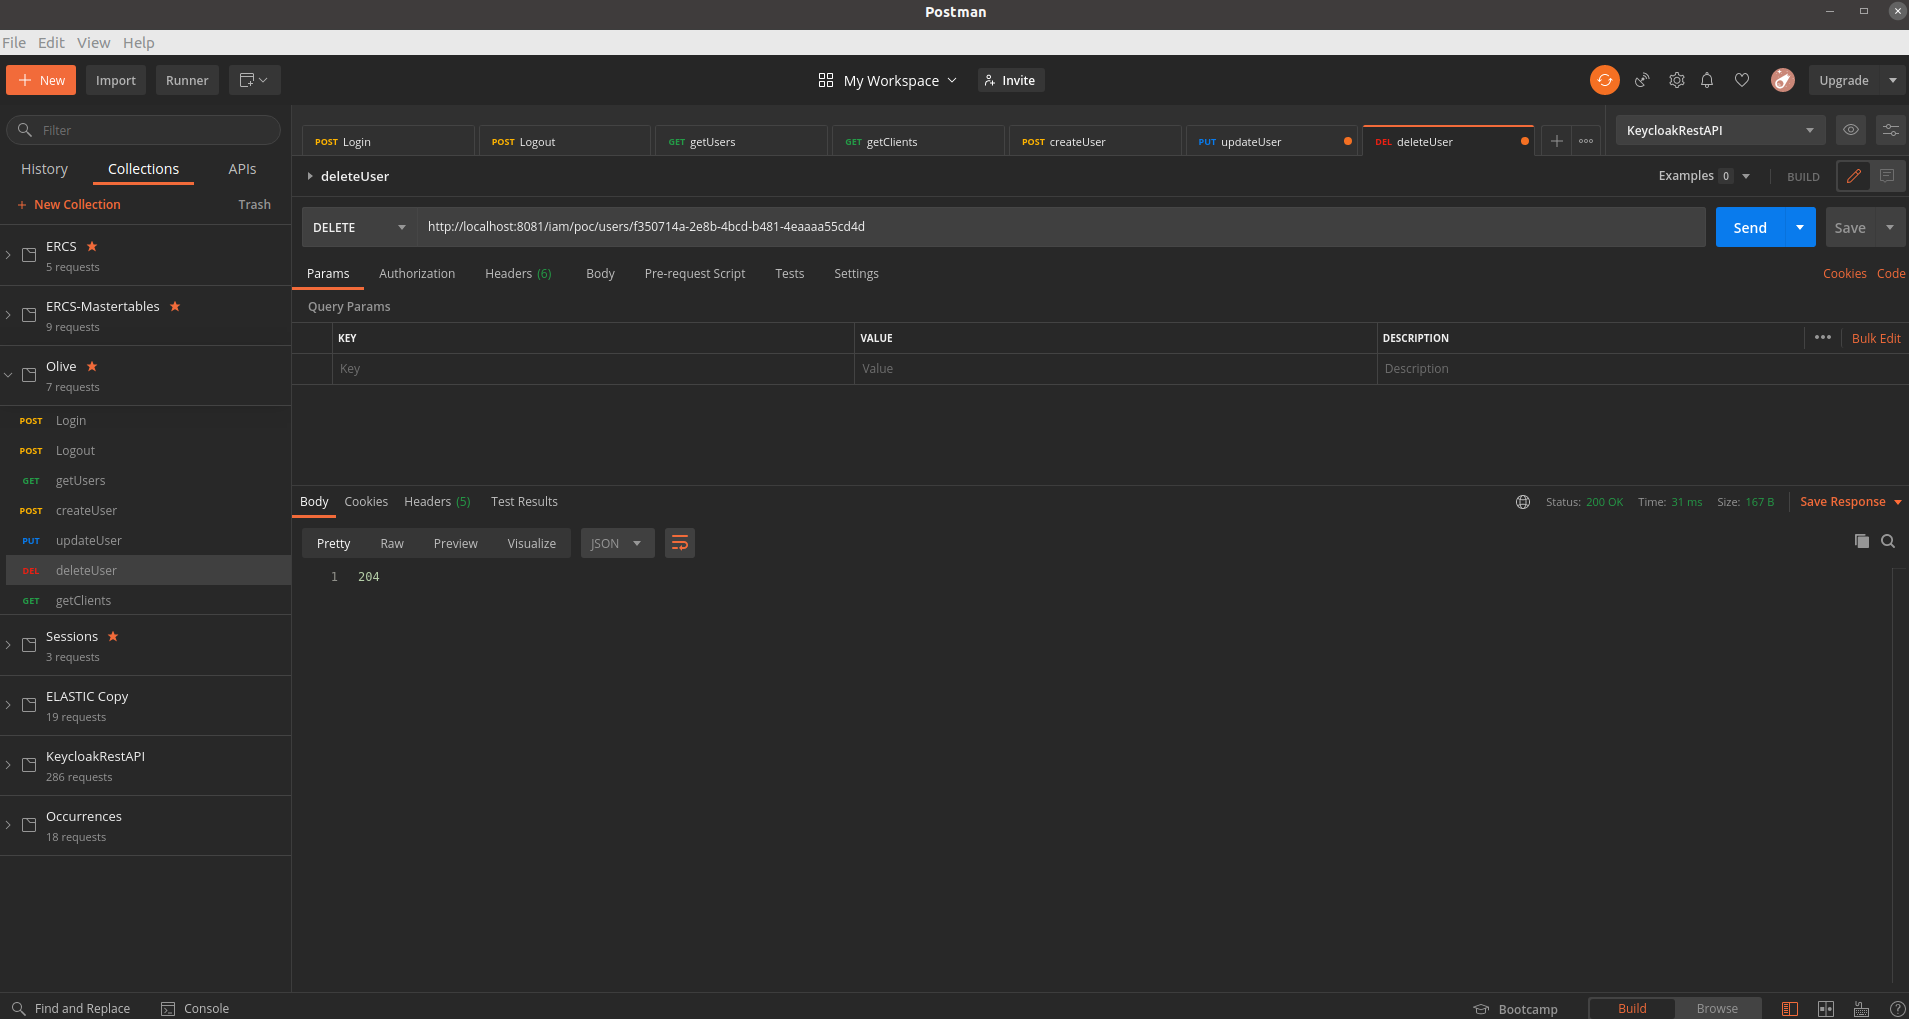 Postman
File Edit View Help
New Import Runner My Workspace Invite Upgrade
Filter
History Collections APIs
New Collection Trash
ERCS
5 requests
ERCS-Mastertables
9 requests
Olive
7 requests
POST Login
POST Logout
GET getUsers
POST createUser
PUT updateUser
DEL deleteUser
GET getClients
Sessions
3 requests
ELASTIC Copy
19 requests
KeycloakRestAPI
286 requests
Occurrences
18 requests
POST Login POST Logout GET getUsers GET getClients POST createUser PUT updateUser DEL deleteUser KeycloakRestAPI
deleteUser Examples 0 BUILD
DELETE http://localhost:8081/iam/poc/users/f350714a-2e8b-4bcd-b481-4eaaaa55cd4d Send Save
Params Authorization Headers (6) Body Pre-request Script Tests Settings Cookies Code
Query Params
KEY VALUE DESCRIPTION Bulk Edit
Key Value Description
Body Cookies Headers (5) Test Results Status: 200 OK Time: 31 ms Size: 167 B Save Response
Pretty Raw Preview Visualize JSON
1 204
Find and Replace Console Bootcamp Build Browse